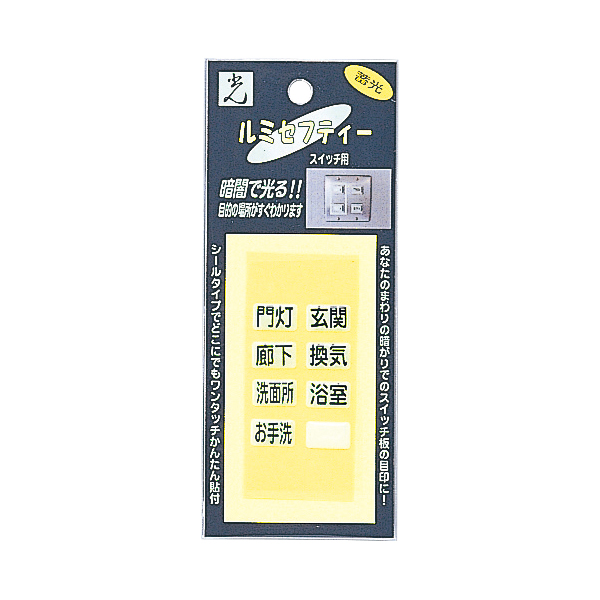 光
蓄光
ルミセフティー
スイッチ用
暗闇で光る!!
目的の場所がすぐわかります
あなたのまわりの暗がりでのスイッチ板の目印に!
シールタイプでどこにでもワンタッチかんたん貼付
門灯 玄関
廊下 換気
洗面所 浴室
お手洗